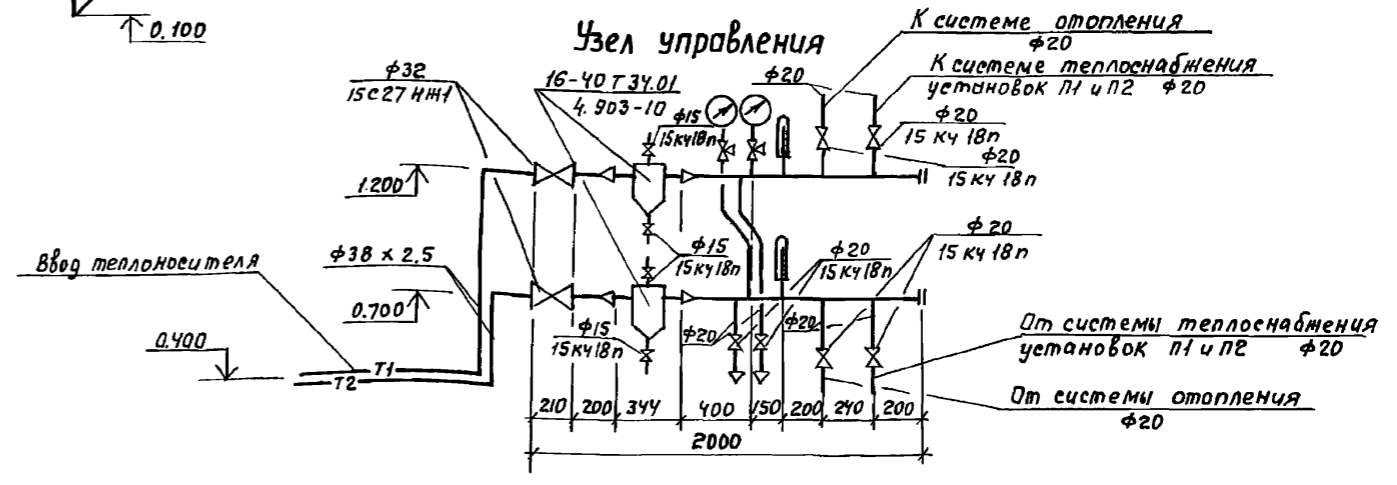 0.100
Узел управления
К системе отопления
ф20
К системе теплоснабжения
установок П1 и П2 ф20
ф32
15с27 нж1
16-40 Т 34.01
4.903-10
ф15
15кч18п
ф20
ф20
15 кч 18п
ф20
15кч 18п
1.200
ф15
15кч18п
ф20
15кч18п
ф20
15 кч 18п
Ввод теплоносителя
ф38 х 2,5
0.700
0.400
ф15
15кч18п
ф20
ф20
От системы теплоснабжения
установок П1 и П2 ф20
От системы отопления
ф20
Т1
Т2
210 200 344 400 150 200 240 200
2000